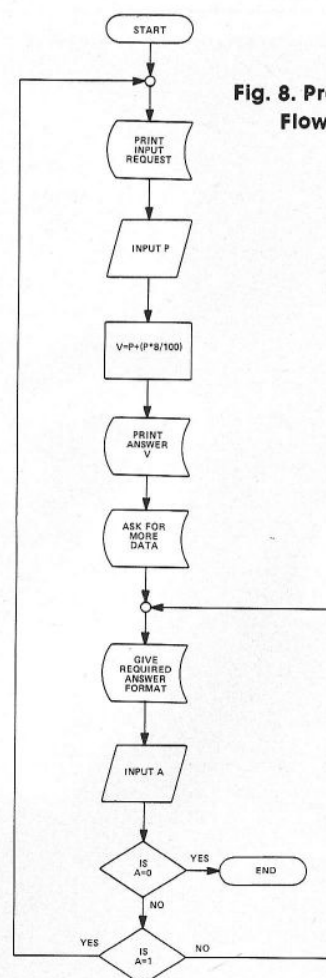 START
Fig. 8. Pr
Flow
PRINT
INPUT
REQUEST
INPUT P
V=P+(P*8/100)
PRINT
ANSWER
V
ASK FOR
MORE
DATA
GIVE
REQUIRED
ANSWER
FORMAT
INPUT A
IS
A=0
YES
END
NO
YES
IS
A=1
NO